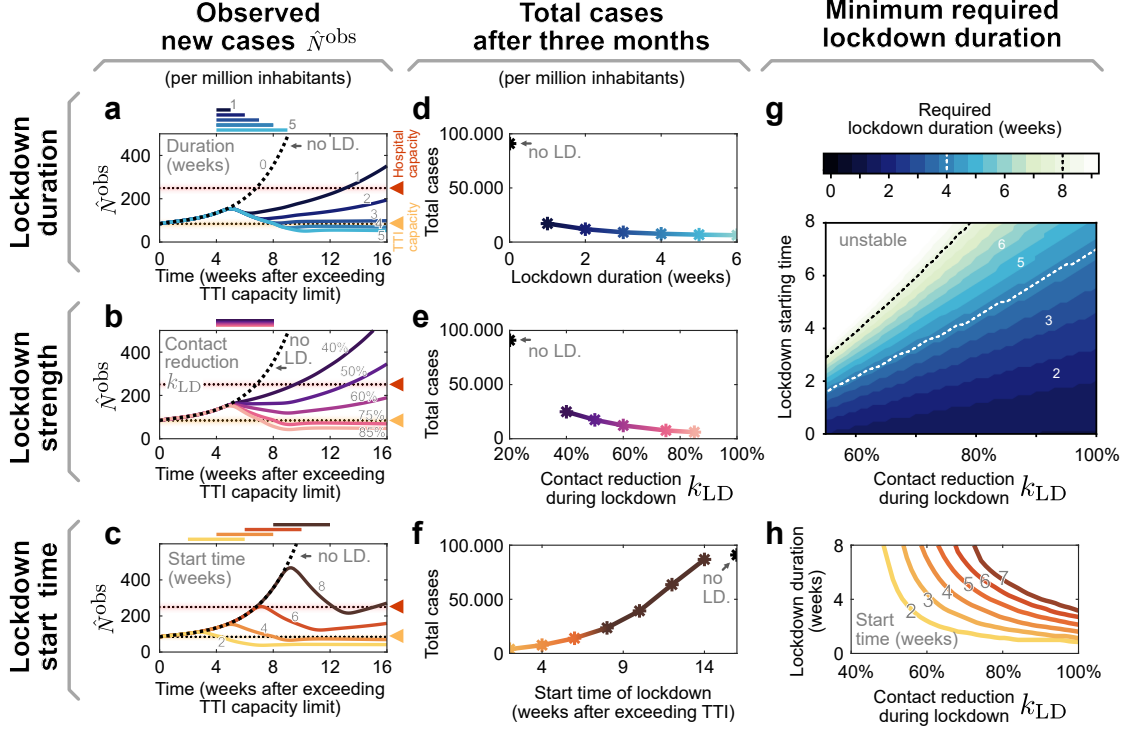 Observed
new cases N̂obs
Total cases
after three months
Minimum required
lockdown duration
(per million inhabitants)
(per million inhabitants)
Lockdown
duration
a
1
5
Duration
(weeks)
0
no LD.
1
2
3
4
5
400
200
0
N̂obs
0
4
8
12
16
Time (weeks after exceeding
TTI capacity limit)
Hospital
capacity
TTI
capacity
d
100.000
50.000
0
Total cases
no LD.
0
2
4
6
Lockdown duration (weeks)
g
Required
lockdown duration (weeks)
0
2
4
6
8
unstable
6
5
3
2
8
6
4
2
0
Lockdown starting time
60%
80%
100%
Contact reduction
during lockdown kLD
Lockdown
strength
b
Contact
reduction
kLD
no
LD.
40%
50%
60%
75%
85%
400
200
0
N̂obs
0
4
8
12
16
Time (weeks after exceeding
TTI capacity limit)
e
100.000
50.000
0
Total cases
no LD.
20%
40%
60%
80%
100%
Contact reduction
during lockdown kLD
Lockdown
start time
c
Start time
(weeks)
no LD.
8
6
4
2
400
200
0
N̂obs
0
4
8
12
16
Time (weeks after exceeding
TTI capacity limit)
f
100.000
50.000
0
Total cases
no
LD.
4
9
14
Start time of lockdown
(weeks after exceeding TTI)
h
8
4
0
Lockdown duration
(weeks)
2
3
4
5
6
7
Start
time (weeks)
40%
60%
80%
100%
Contact reduction
during lockdown kLD